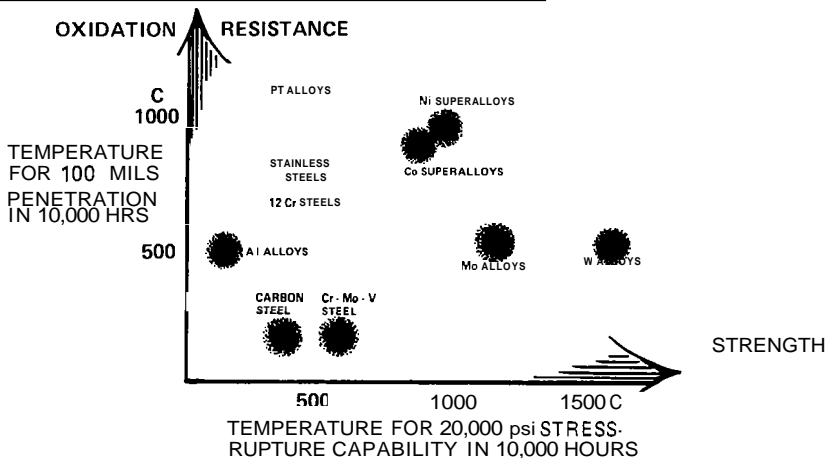 OXIDATION RESISTANCE
C
1000
PT ALLOYS
Ni SUPERALLOYS
TEMPERATURE
FOR 100 MILS
PENETRATION
IN 10,000 HRS
STAINLESS
STEELS
Co SUPERALLOYS
12 Cr STEELS
500
Al ALLOYS
Mo ALLOYS
W ALLOYS
CARBON
STEEL
Cr-Mo-V
STEEL
STRENGTH
500
1000
1500 C
TEMPERATURE FOR 20,000 psi STRESS-
RUPTURE CAPABILITY IN 10,000 HOURS